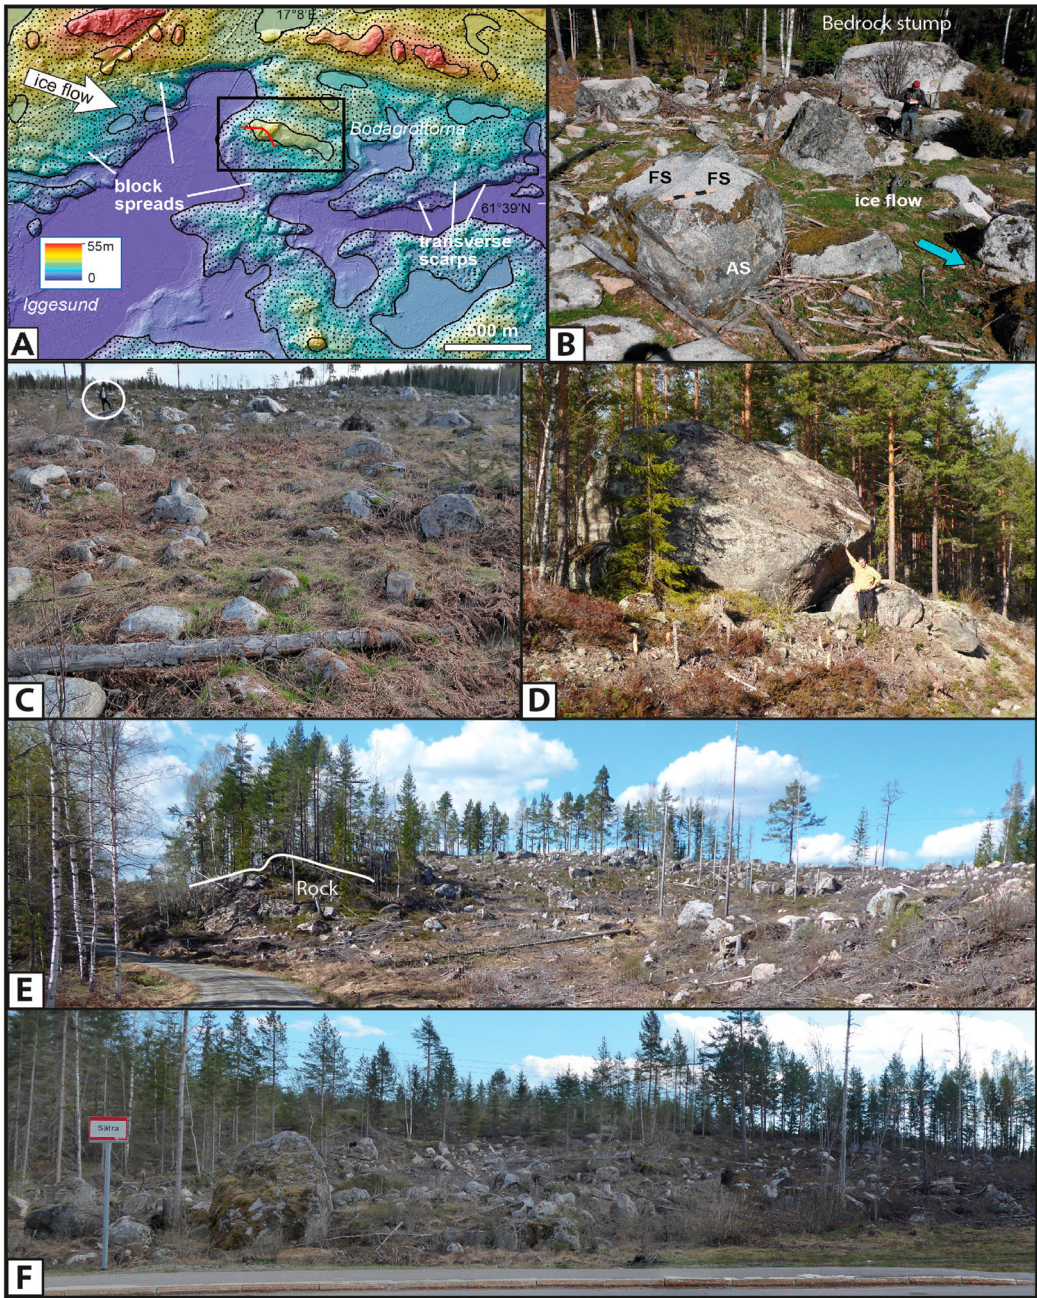 17°8'E
ice flow
Bodagrottorna
block
spreads
61°39'N
transverse
scarps
55m
0
Iggesund
500 m
A
Bedrock stump
FS FS
ice flow
AS
B
C
D
Rock
E
Sätra
F